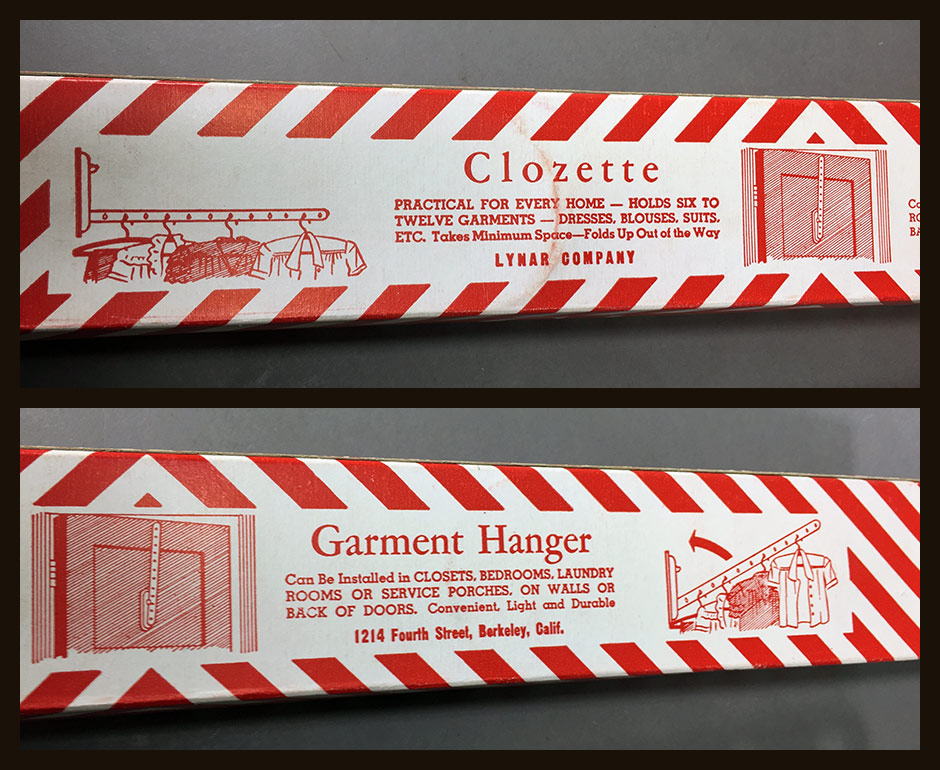 Clozette
PRACTICAL FOR EVERY HOME — HOLDS SIX TO
TWELVE GARMENTS — DRESSES, BLOUSES, SUITS,
ETC. Takes Minimum Space—Folds Up Out of the Way
LYNAR COMPANY
Garment Hanger
Can Be Installed in CLOSETS, BEDROOMS, LAUNDRY
ROOMS OR SERVICE PORCHES, ON WALLS OR
BACK OF DOORS. Convenient, Light and Durable
1214 Fourth Street, Berkeley, Calif.